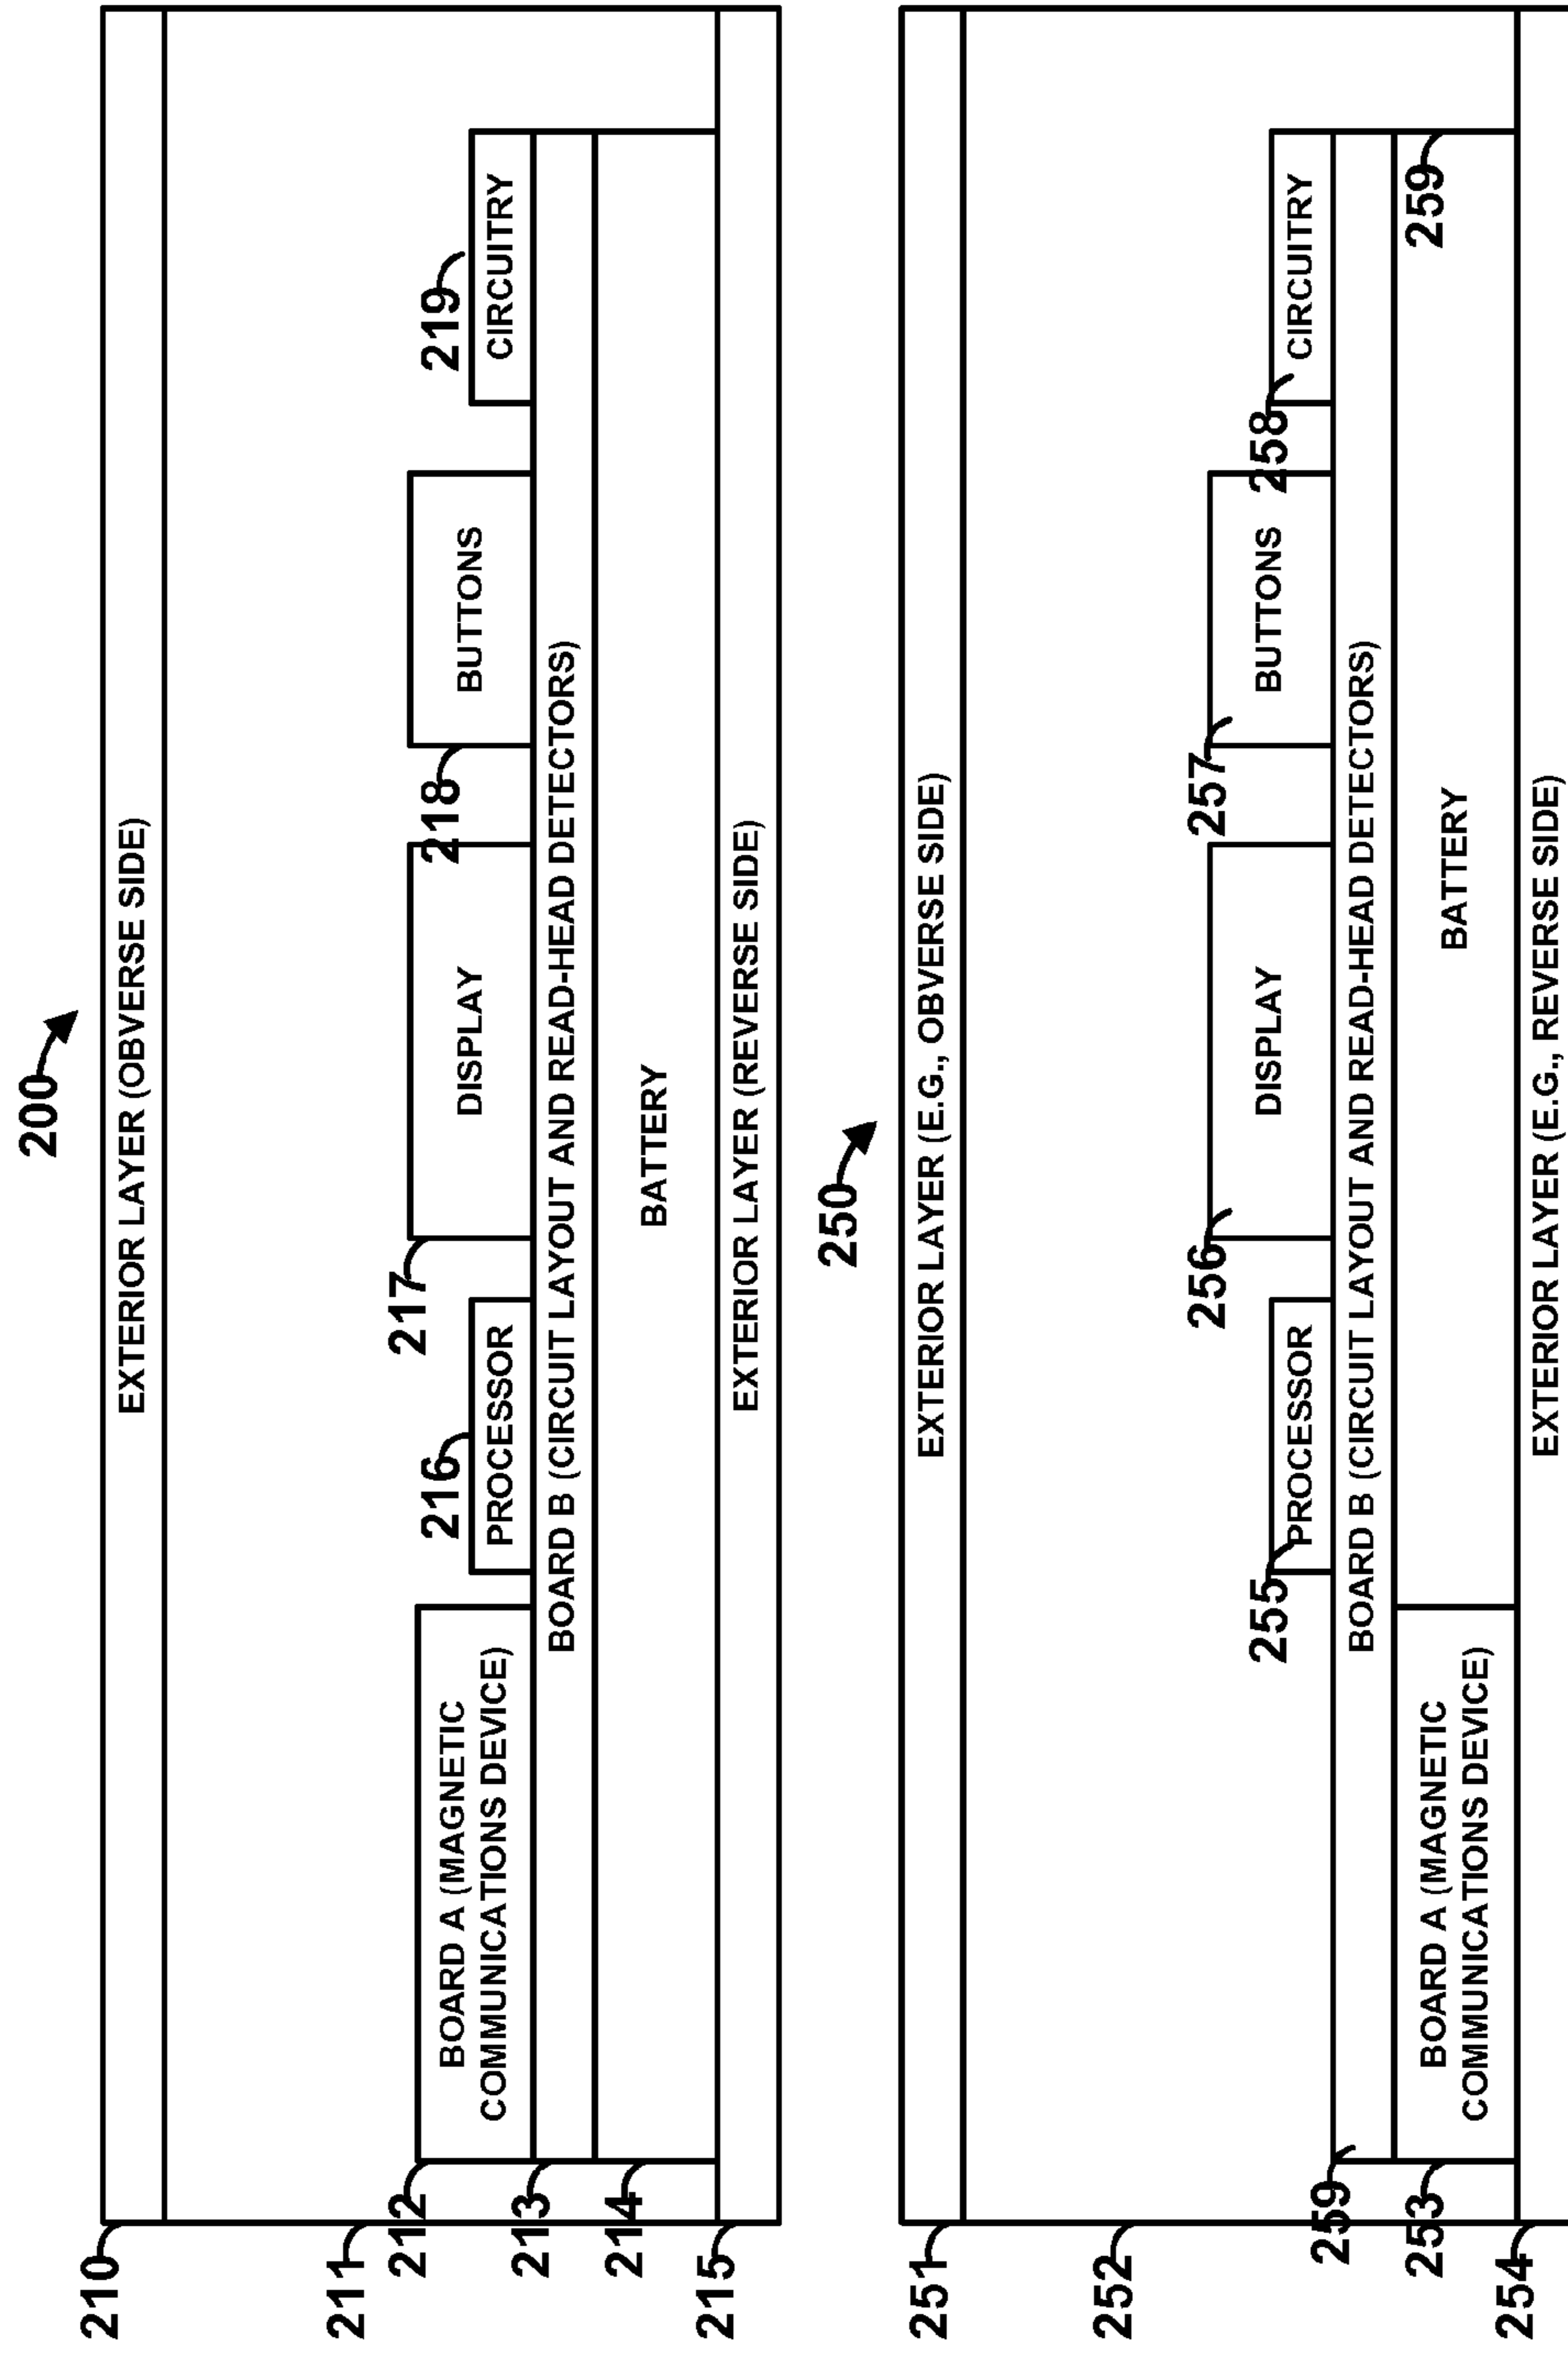 200
210
EXTERIOR LAYER (OBVERSE SIDE)
211
212
BOARD A (MAGNETIC
COMMUNICATIONS DEVICE)
216
PROCESSOR
217
DISPLAY
218
BUTTONS
219
CIRCUITRY
213
BOARD B (CIRCUIT LAYOUT AND READ-HEAD DETECTORS)
214
BATTERY
215
EXTERIOR LAYER (REVERSE SIDE)
250
251
EXTERIOR LAYER (E.G., OBVERSE SIDE)
252
255
PROCESSOR
256
DISPLAY
257
BUTTONS
258
CIRCUITRY
259
BOARD B (CIRCUIT LAYOUT AND READ-HEAD DETECTORS)
253
BOARD A (MAGNETIC
COMMUNICATIONS DEVICE)
BATTERY
259
254
EXTERIOR LAYER (E.G., REVERSE SIDE)